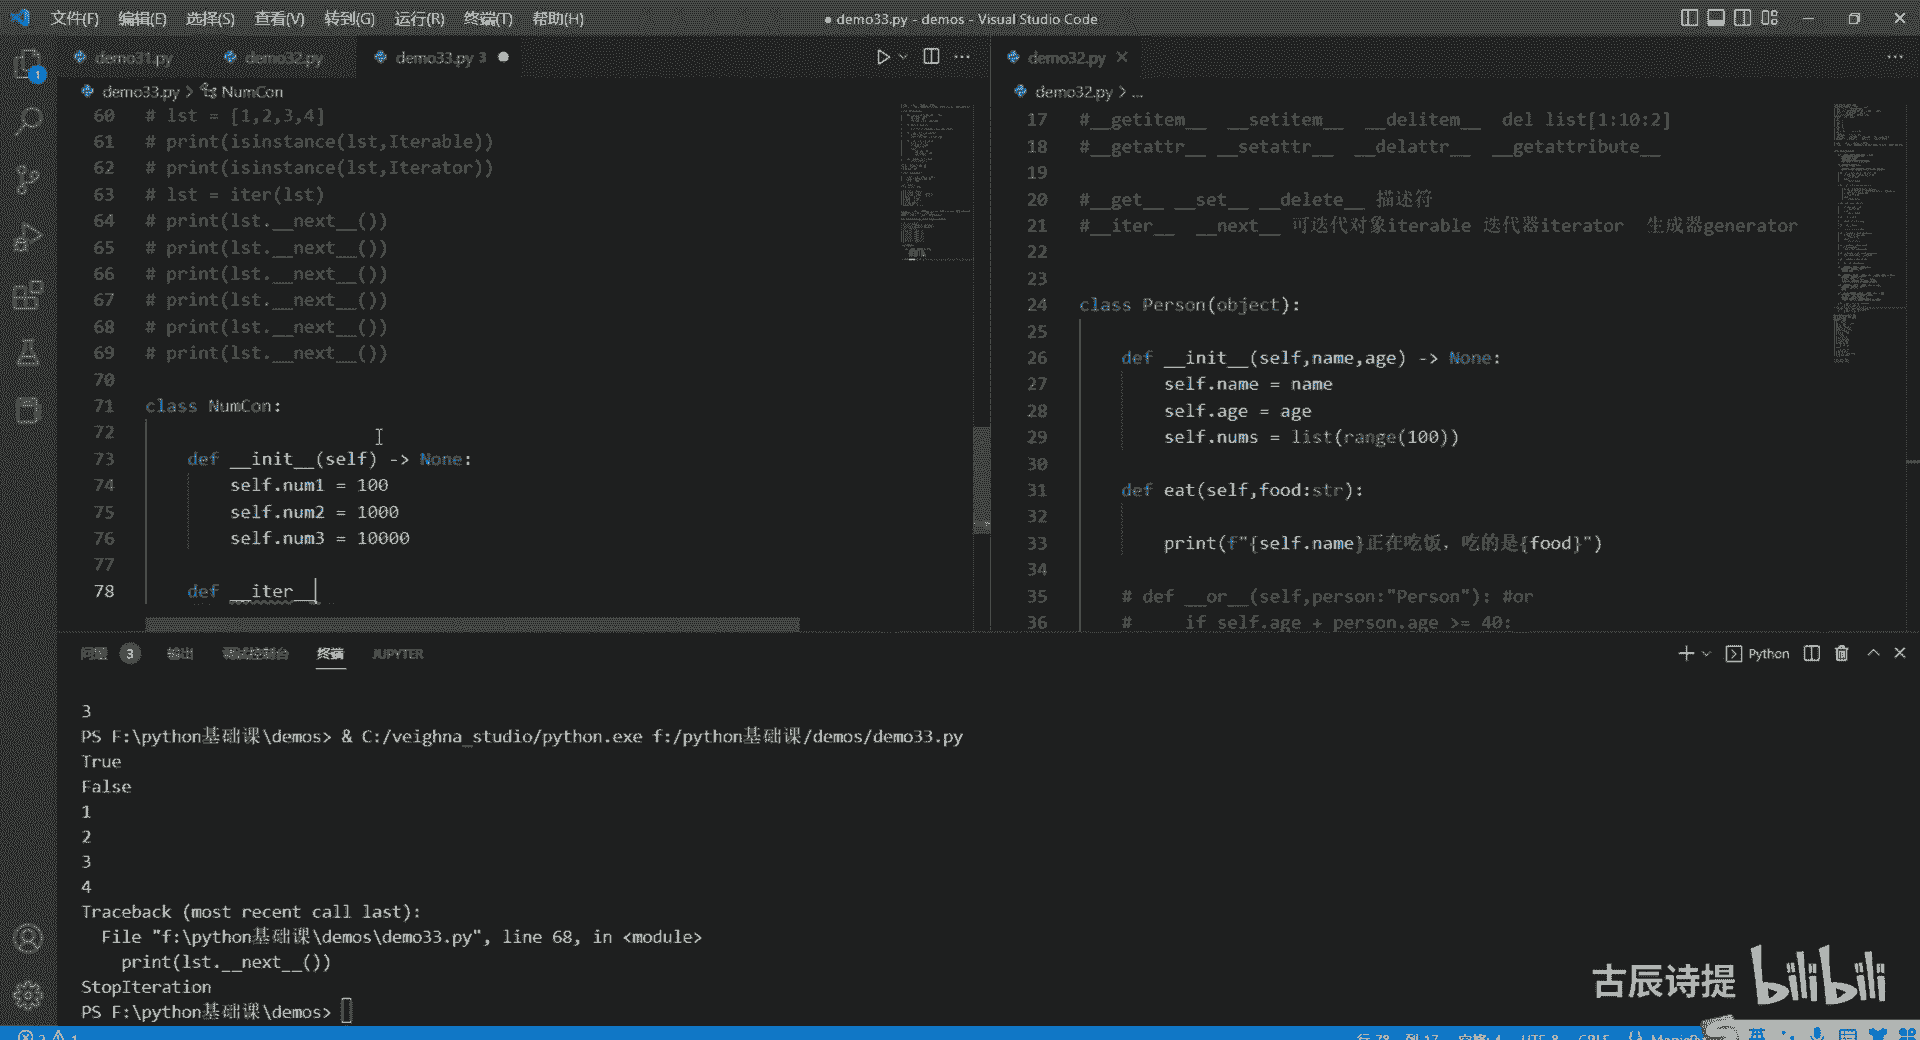 文件(F) 编辑(E) 选择(S) 查看(V) 转到(G) 运行(R) 终端(T) 帮助(H)
● demo33.py - demos - Visual Studio Code
demo31.py demo32.py demo33.py 3 ●
demo33.py > NumCon
60 # lst = [1,2,3,4]
61 # print(isinstance(lst,Iterable))
62 # print(isinstance(lst,Iterator))
63 # lst = iter(lst)
64 # print(lst.__next__())
65 # print(lst.__next__())
66 # print(lst.__next__())
67 # print(lst.__next__())
68 # print(lst.__next__())
69 # print(lst.__next__())
70
71 class NumCon:
72
73 def __init__(self) -> None:
74 self.num1 = 100
75 self.num2 = 1000
76 self.num3 = 10000
77
78 def __iter__
demo32.py
demo32.py > ...
17 #__getitem__ __setitem__ __delitem__ del list[1:10:2]
18 #__getattr__ __setattr__ __delattr__ __getattribute__
19
20 #__get__ __set__ __delete__ 描述符
21 #__iter__ __next__ 可迭代对象iterable 迭代器iterator 生成器generator
22
23
24 class Person(object):
25
26 def __init__(self,name,age) -> None:
27 self.name = name
28 self.age = age
29 self.nums = list(range(100))
30
31 def eat(self,food:str):
32
33 print(f"{self.name}正在吃饭，吃的是{food}")
34
35 # def __or__(self,person:"Person"): #or
36 # if self.age + person.age >= 40:
问题 3 输出 调试控制台 终端 JUPYTER
Python
3
PS F:\python基础课\demos> & C:/veighna_studio/python.exe f:/python基础课/demos/demo33.py
True
False
1
2
3
4
Traceback (most recent call last):
File "f:\python基础课\demos\demo33.py", line 68, in <module>
print(lst.__next__())
StopIteration
PS F:\python基础课\demos>
古辰诗提 bilibili